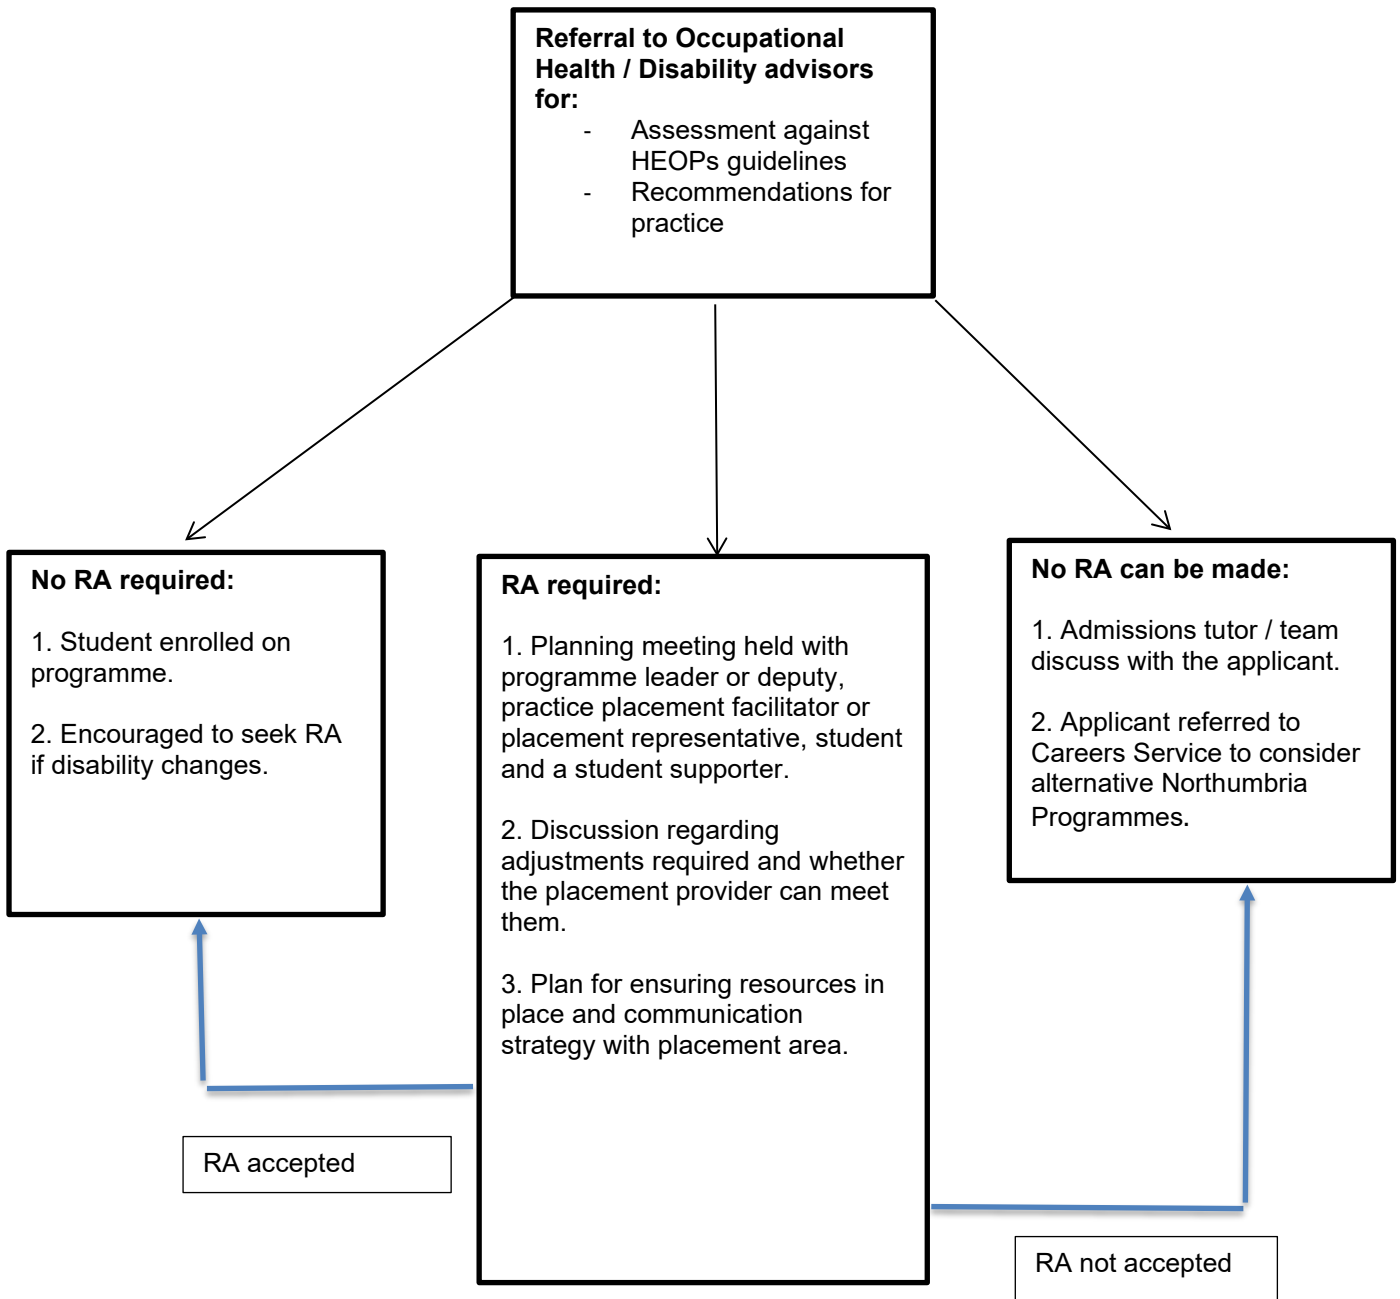 Referral to Occupational
Health / Disability advisors
for:
- Assessment against
HEOPs guidelines
- Recommendations for
practice
No RA required:
1. Student enrolled on
programme.
2. Encouraged to seek RA
if disability changes.
RA required:
1. Planning meeting held with
programme leader or deputy,
practice placement facilitator or
placement representative, student
and a student supporter.
2. Discussion regarding
adjustments required and whether
the placement provider can meet
them.
3. Plan for ensuring resources in
place and communication
strategy with placement area.
No RA can be made:
1. Admissions tutor / team
discuss with the applicant.
2. Applicant referred to
Careers Service to consider
alternative Northumbria
Programmes.
RA accepted
RA not accepted